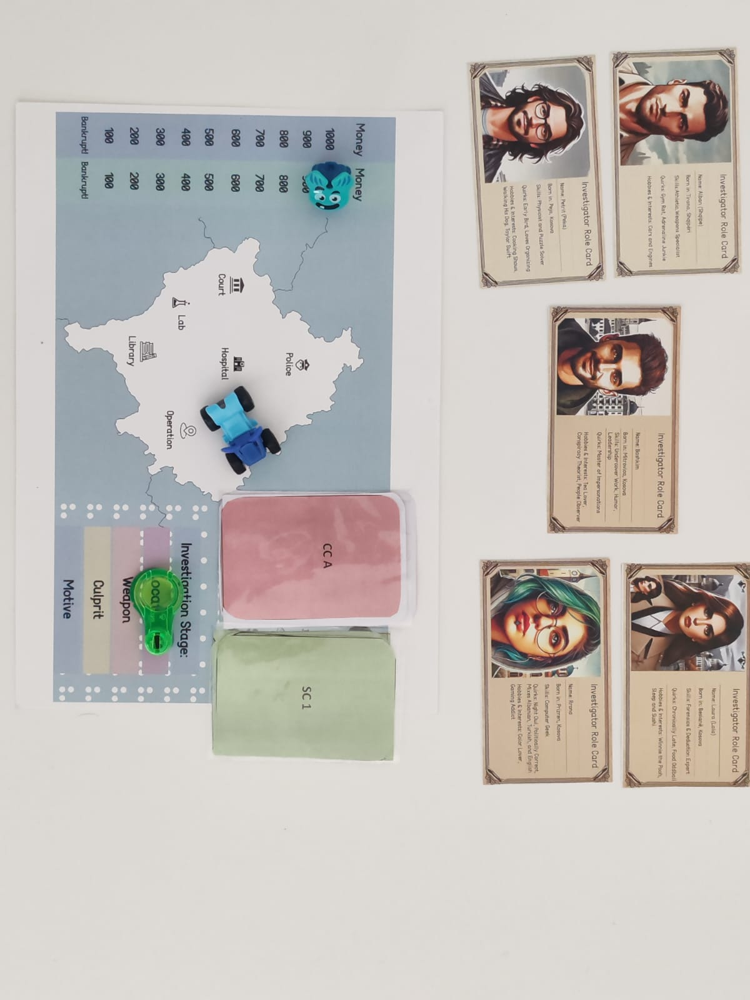 Money Money
1000
900
800 800
700 700
600 600
500 500
400 400
300 300
200 200
100 100
Bankrupt! Bankrupt!
Police
Court
Hospital
Lab
Library
Operation
Investigation Stage:
Weapon
Culprit
Motive
CC A
SC 1
Investigator Role Card
Name: Alban (Shqipe)
Born in: Tirana, Shqipëri
Skills: Athletic, Weapons Specialist
Quirks: Gym Rat, Adrenaline Junkie
Hobbies & Interests: Cars and Engines
Investigator Role Card
Name: Petrit (Peka)
Born in: Peja, Kosova
Skills: Physicist and Puzzle Solver
Quirks: Early Bird, Loves Organizing
Hobbies & Interests: Cooking Shows,
Walking His Dog, Taylor Swift
Investigator Role Card
Name: Bashkim
Born in: Mitrovica, Kosova
Skills: Undercover Work, Humor,
Leadership
Quirks: Master of Impersonations
Hobbies & Interests: Tea Lover,
Conspiracy Theorist, People Observer
Investigator Role Card
Name: Laura (Lala)
Born in: Besianë, Kosova
Skills: Forensics & Deduction Expert
Quirks: Chronically Late, Food Oddball
Hobbies & Interests: Winnie the Pooh,
Sleep and Sushi
Investigator Role Card
Name: Rrona
Born in: Prizren, Kosova
Skills: Computer Geek
Quirks: Night Owl, Politically Correct,
Mixes Albanian, Turkish, and English
Hobbies & Interests: Color Lover,
Gaming Addict